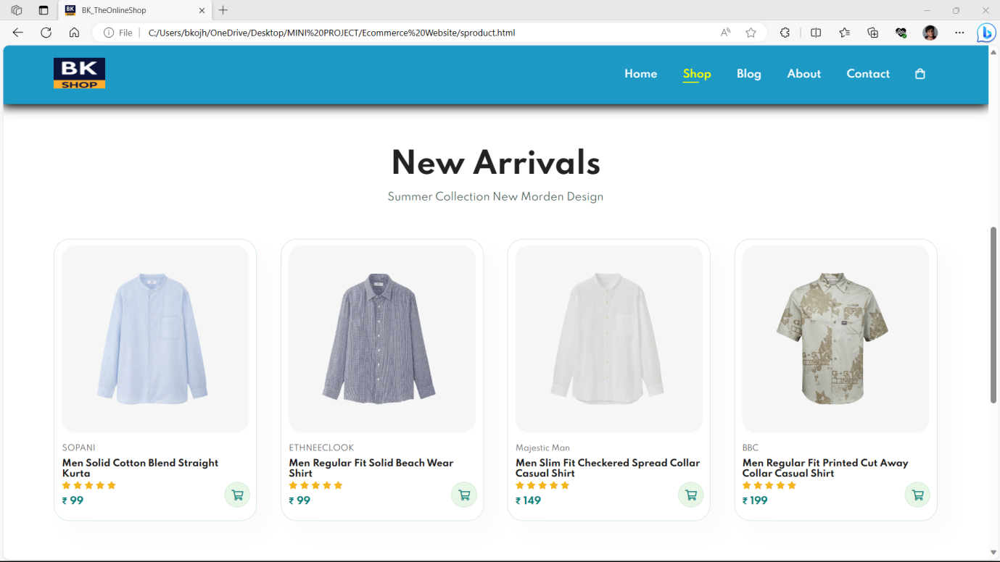 BK_TheOnlineShop
File
C:/Users/bkojh/OneDrive/Desktop/MINI%20PROJECT/Ecommerce%20Website/sproduct.html
BK
SHOP
Home
Shop
Blog
About
Contact
New Arrivals
Summer Collection New Morden Design
SOPANI
Men Solid Cotton Blend Straight
Kurta
₹ 99
ETHNEECLOOK
Men Regular Fit Solid Beach Wear
Shirt
₹ 99
Majestic Man
Men Slim Fit Checkered Spread Collar
Casual Shirt
₹ 149
BBC
Men Regular Fit Printed Cut Away
Collar Casual Shirt
₹ 199